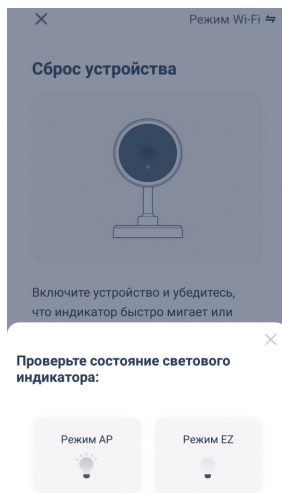 Режим Wi-Fi
Сброс устройства
Включите устройство и убедитесь,
что индикатор быстро мигает или
Проверьте состояние светового
индикатора:
Режим AP
Режим EZ